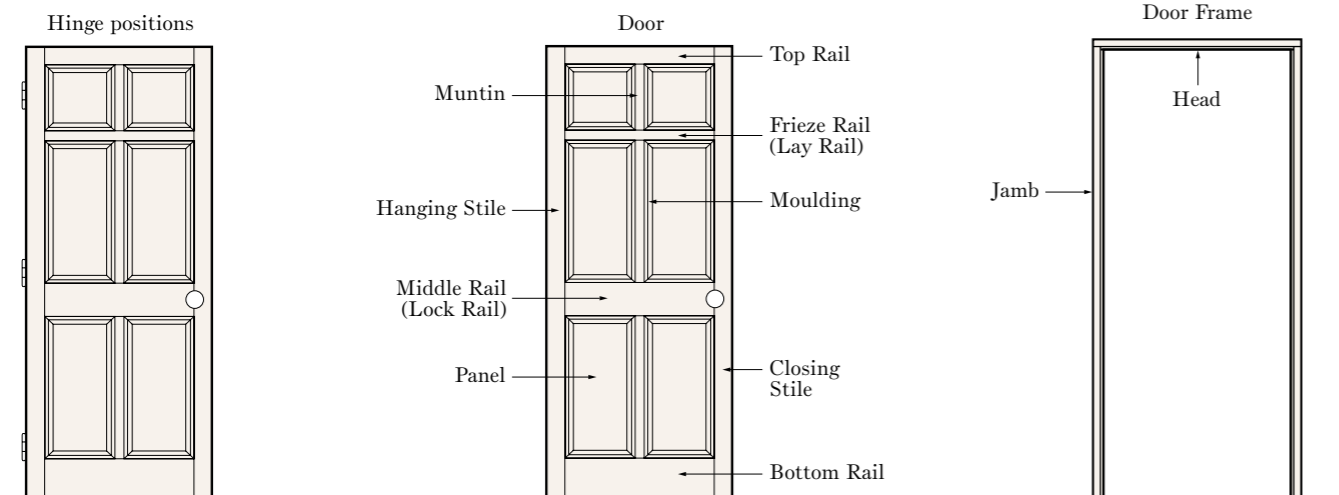 Hinge positions
Door
Door Frame
Top Rail
Muntin
Head
Frieze Rail
(Lay Rail)
Jamb
Hanging Stile
Moulding
Middle Rail
(Lock Rail)
Panel
Closing
Stile
Bottom Rail